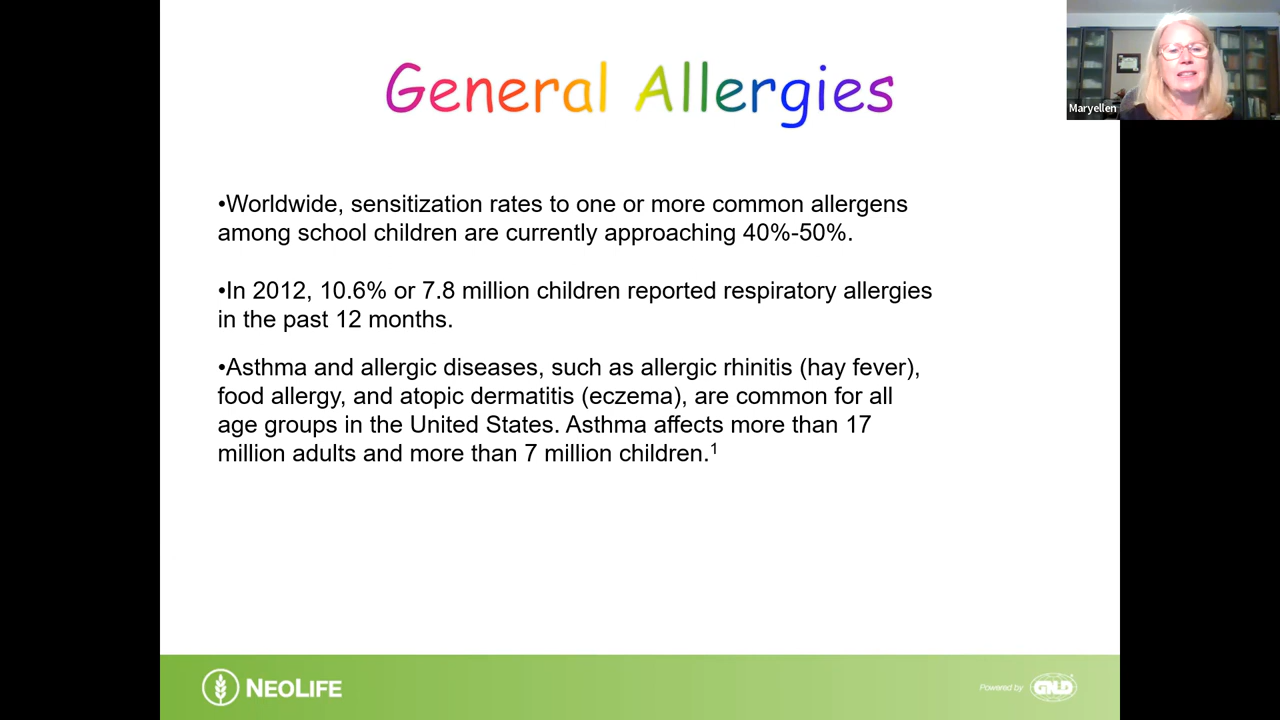 General Allergies
Maryellen
•Worldwide, sensitization rates to one or more common allergens
among school children are currently approaching 40%-50%.
•In 2012, 10.6% or 7.8 million children reported respiratory allergies
in the past 12 months.
•Asthma and allergic diseases, such as allergic rhinitis (hay fever),
food allergy, and atopic dermatitis (eczema), are common for all
age groups in the United States. Asthma affects more than 17
million adults and more than 7 million children.¹
NEOLIFE
Powered by GNLD